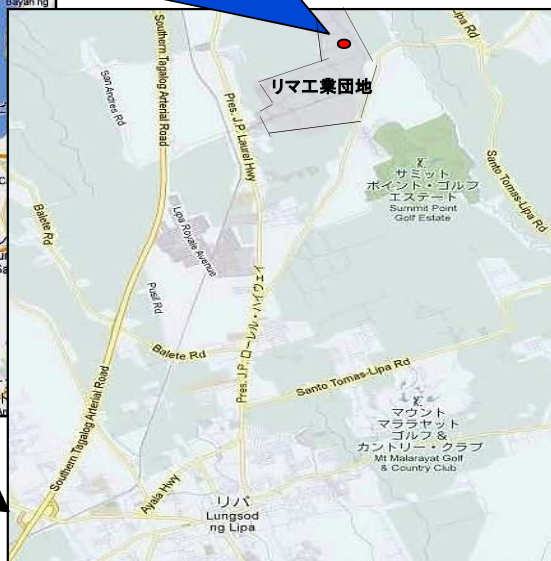 Bayan ng
Southern Tagalog Arterial Road
San Andres Rd
Pres. J.P. Laurel Hwy
リマ工業団地
Lipa Rd
サミット
ポイント・ゴルフ
エステート
Summit Point
Golf Estate
Santo Tomas-Lipa Rd
Balete Rd
Lipa Royale Avenue
Pusil Rd
Pres. J.P. ローレル・ハイウェイ
Balete Rd
Santo Tomas-Lipa Rd
マウント
マララヤット
ゴルフ &
カントリー・クラブ
Mt Malarayat Golf
& Country Club
Southern Tagalog Arterial Road
Ayala Hwy
リパ
Lungsod
ng Lipa